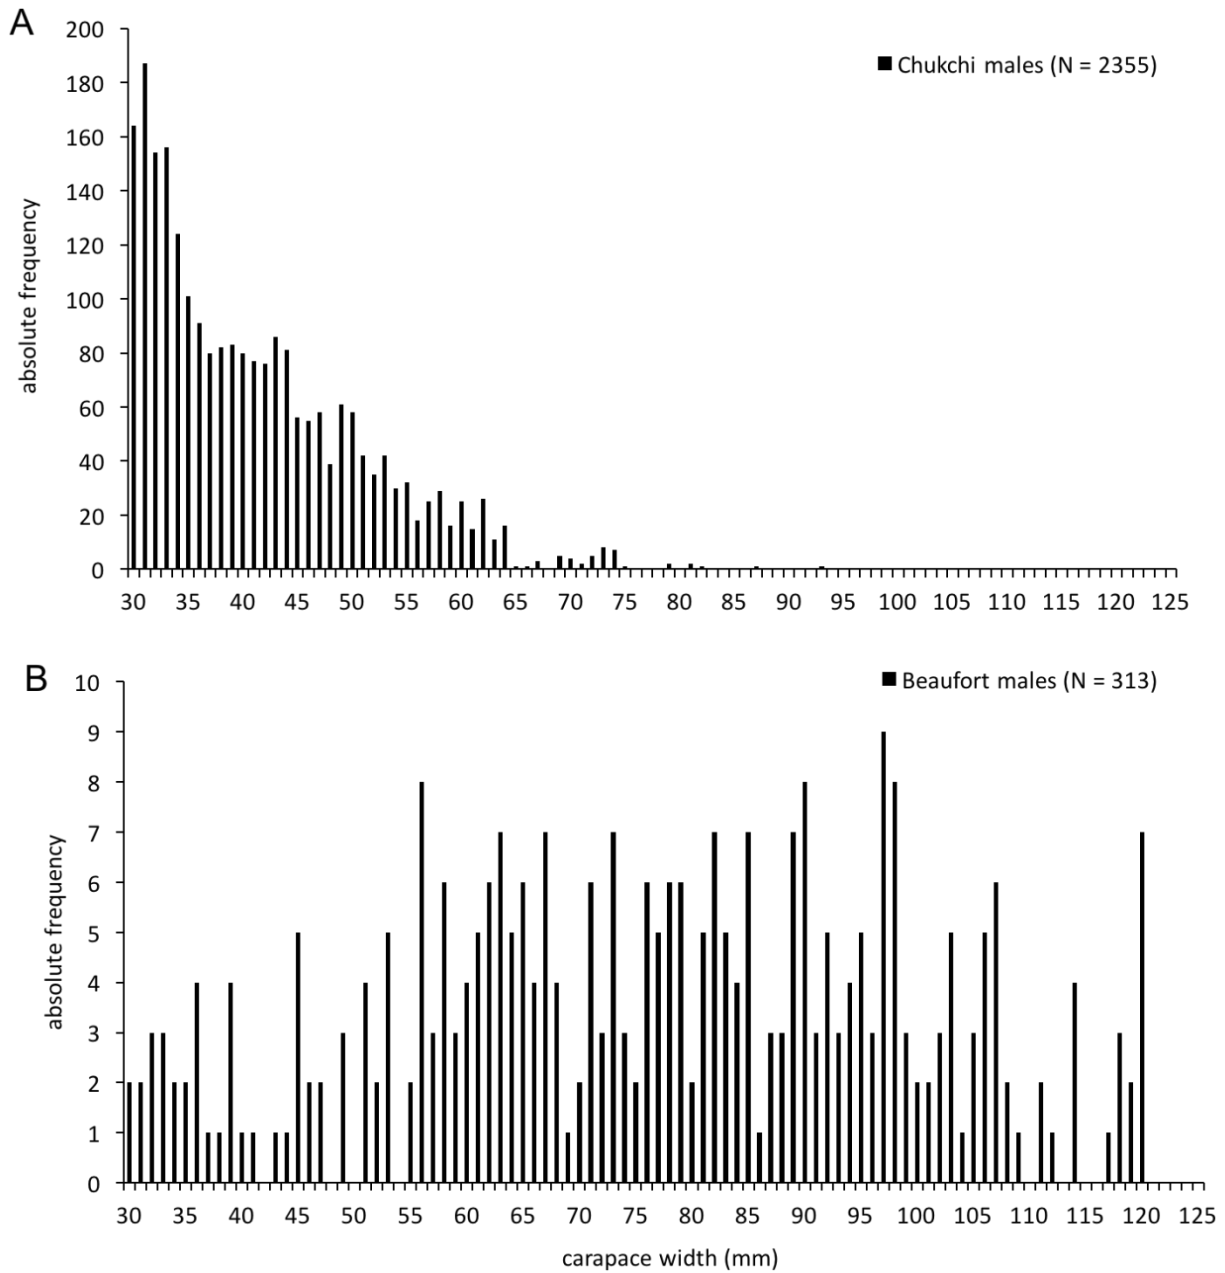 A
200
180
160
140
120
100
80
60
40
20
0
absolute frequency
■ Chukchi males (N = 2355)
30 35 40 45 50 55 60 65 70 75 80 85 90 95 100 105 110 115 120 125
B
10
9
8
7
6
5
4
3
2
1
0
absolute frequency
■ Beaufort males (N = 313)
30 35 40 45 50 55 60 65 70 75 80 85 90 95 100 105 110 115 120 125
carapace width (mm)